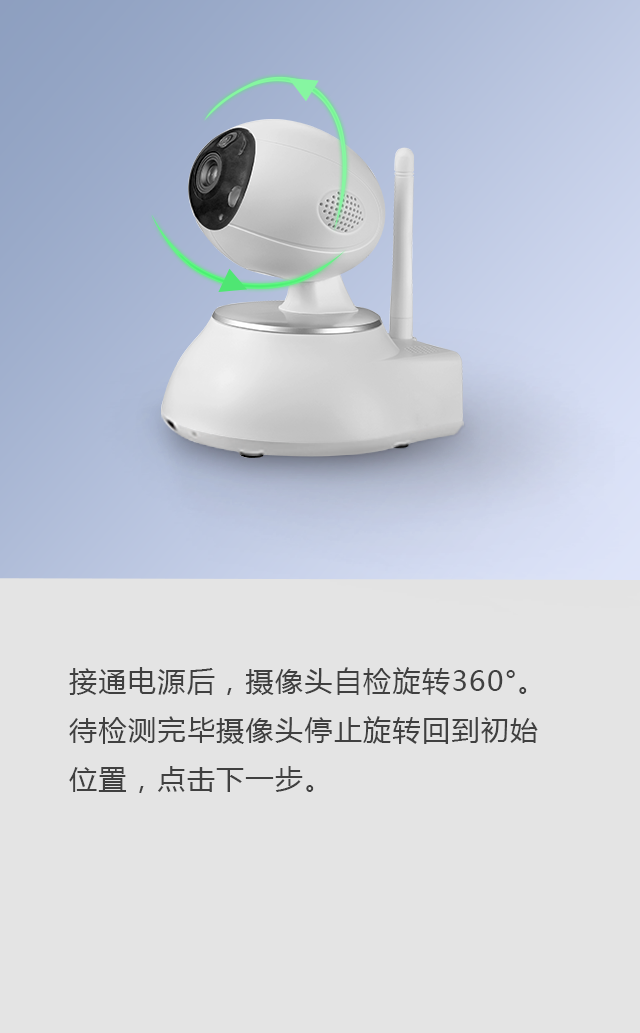 接通电源后，摄像头自检旋转360°。
待检测完毕摄像头停止旋转回到初始
位置，点击下一步。